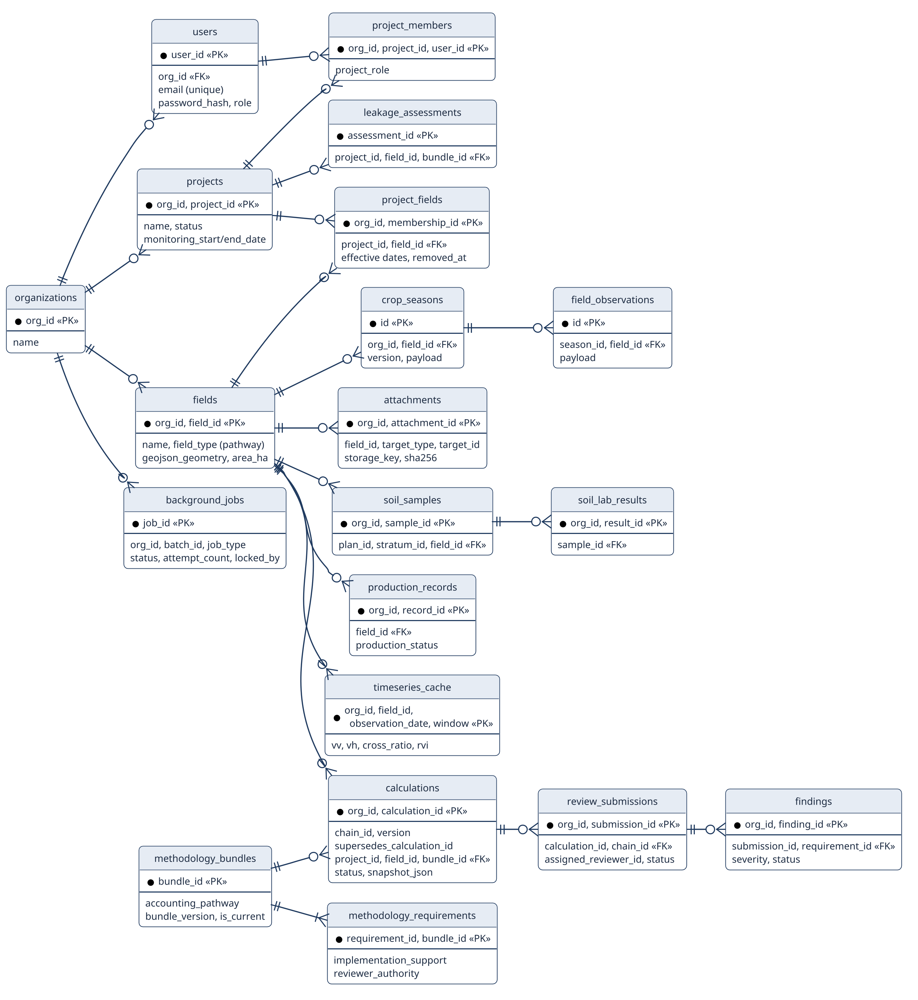 users
user_id «PK»
org_id «FK»
email (unique)
password_hash, role
project_members
org_id, project_id, user_id «PK»
project_role
leakage_assessments
assessment_id «PK»
project_id, field_id, bundle_id «FK»
projects
org_id, project_id «PK»
name, status
monitoring_start/end_date
project_fields
org_id, membership_id «PK»
project_id, field_id «FK»
effective dates, removed_at
organizations
org_id «PK»
name
crop_seasons
id «PK»
org_id, field_id «FK»
version, payload
field_observations
id «PK»
season_id, field_id «FK»
payload
fields
org_id, field_id «PK»
name, field_type (pathway)
geojson_geometry, area_ha
attachments
org_id, attachment_id «PK»
field_id, target_type, target_id
storage_key, sha256
background_jobs
job_id «PK»
org_id, batch_id, job_type
status, attempt_count, locked_by
soil_samples
org_id, sample_id «PK»
plan_id, stratum_id, field_id «FK»
soil_lab_results
org_id, result_id «PK»
sample_id «FK»
production_records
org_id, record_id «PK»
field_id «FK»
production_status
timeseries_cache
org_id, field_id,
observation_date, window «PK»
vv, vh, cross_ratio, rvi
calculations
org_id, calculation_id «PK»
chain_id, version
supersedes_calculation_id
project_id, field_id, bundle_id «FK»
status, snapshot_json
review_submissions
org_id, submission_id «PK»
calculation_id, chain_id «FK»
assigned_reviewer_id, status
findings
org_id, finding_id «PK»
submission_id, requirement_id «FK»
severity, status
methodology_bundles
bundle_id «PK»
accounting_pathway
bundle_version, is_current
methodology_requirements
requirement_id, bundle_id «PK»
implementation_support
reviewer_authority